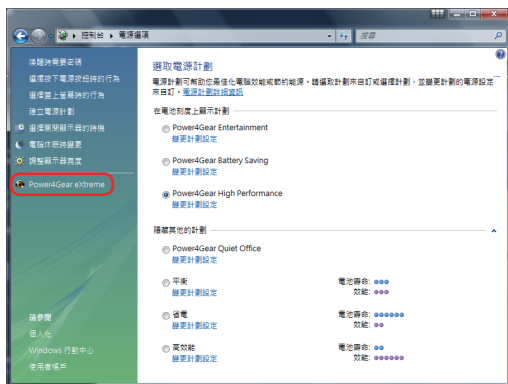 控制台 ▸ 電源選項
搜尋
喚醒時需要密碼
選擇按下電源按鈕時的行為
選擇蓋上螢幕時的行為
建立電源計劃
選擇關閉顯示器的時機
電腦休眠時變更
調整顯示器亮度
Power4Gear eXtreme
請參閱
個人化
Windows 行動中心
使用者帳戶
選取電源計劃
電源計劃可幫助您最佳化電腦效能或節約能源。請選取計劃來自訂或選擇計劃，並變更計劃的電源設定
來自訂。電源計劃詳細資訊
在電池刻度上顯示計劃
Power4Gear Entertainment
變更計劃設定
Power4Gear Battery Saving
變更計劃設定
Power4Gear High Performance
變更計劃設定
隱藏其他的計劃
Power4Gear Quiet Office
變更計劃設定
平衡 電池壽命:
變更計劃設定 效能:
省電 電池壽命:
變更計劃設定 效能:
高效能 電池壽命:
變更計劃設定 效能: